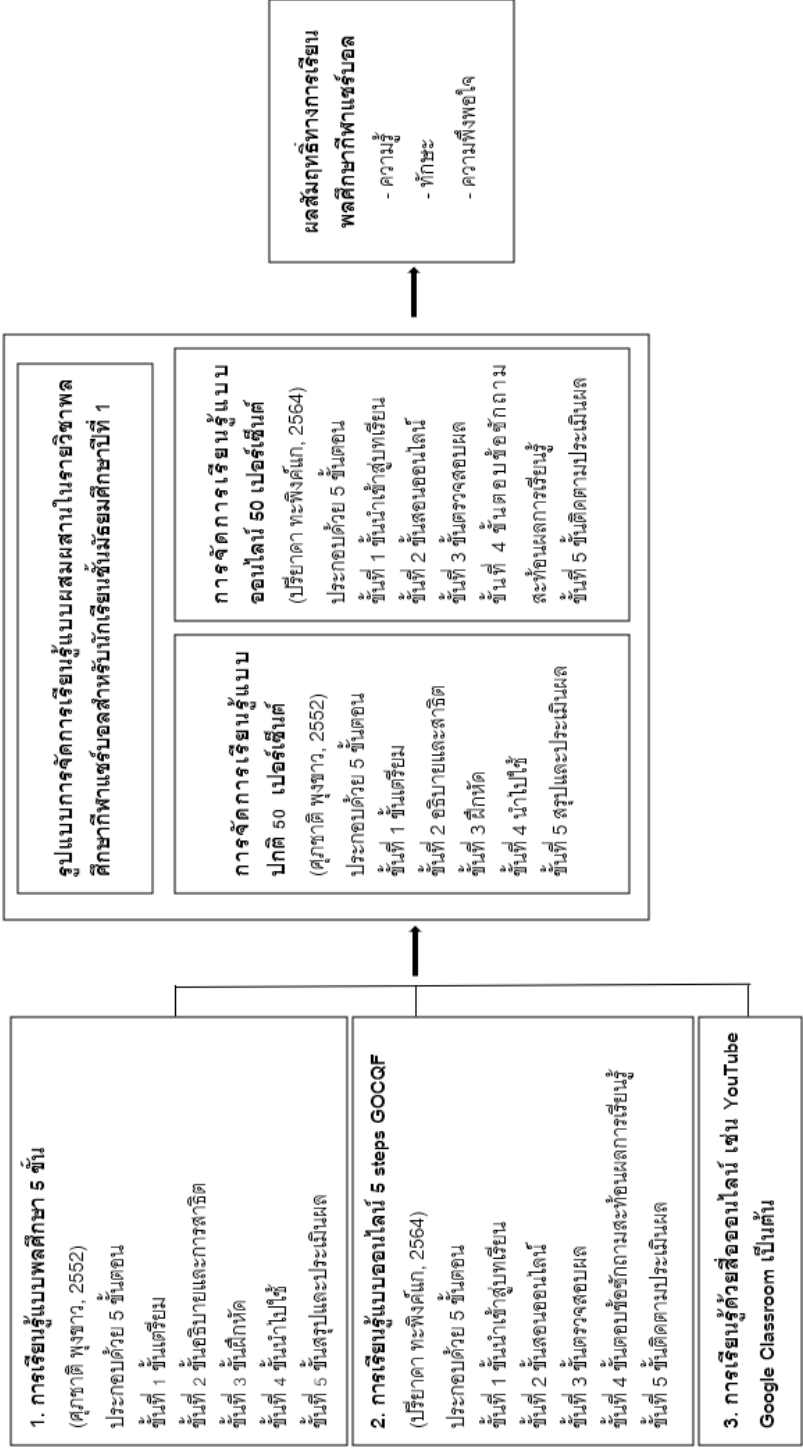 1. การเรียนรู้แบบพลศึกษา 5 ขั้น
(ศุภชาติ พุงขาว, 2552)
ประกอบด้วย 5 ขั้นตอน
ขั้นที่ 1 ขั้นเตรียม
ขั้นที่ 2 ขั้นอธิบายและการสาธิต
ขั้นที่ 3 ขั้นฝึกหัด
ขั้นที่ 4 ขั้นนำไปใช้
ขั้นที่ 5 ขั้นสรุปและประเมินผล
2. การเรียนรู้แบบออนไลน์ 5 steps GOCQF
(ปรียาดา ทะพิงค์แก, 2564)
ประกอบด้วย 5 ขั้นตอน
ขั้นที่ 1 ขั้นนำเข้าสู่บทเรียน
ขั้นที่ 2 ขั้นสอนออนไลน์
ขั้นที่ 3 ขั้นตรวจสอบผล
ขั้นที่ 4 ขั้นตอบข้อซักถามสะท้อนผลการเรียนรู้
ขั้นที่ 5 ขั้นติดตามประเมินผล
3. การเรียนรู้ด้วยสื่อออนไลน์ เช่น YouTube
Google Classroom เป็นต้น
รูปแบบการจัดการเรียนรู้แบบผสมผสานในรายวิชาพล
ศึกษากีฬาแชร์บอลสำหรับนักเรียนชั้นมัธยมศึกษาปีที่ 1
การจัดการเรียนรู้แบบ
ปกติ 50 เปอร์เซ็นต์
(ศุภชาติ พุงขาว, 2552)
ประกอบด้วย 5 ขั้นตอน
ขั้นที่ 1 ขั้นเตรียม
ขั้นที่ 2 อธิบายและสาธิต
ขั้นที่ 3 ฝึกหัด
ขั้นที่ 4 นำไปใช้
ขั้นที่ 5 สรุปและประเมินผล
การจัดการเรียนรู้แบบ
ออนไลน์ 50 เปอร์เซ็นต์
(ปรียาดา ทะพิงค์แก, 2564)
ประกอบด้วย 5 ขั้นตอน
ขั้นที่ 1 ขั้นนำเข้าสู่บทเรียน
ขั้นที่ 2 ขั้นสอนออนไลน์
ขั้นที่ 3 ขั้นตรวจสอบผล
ขั้นที่ 4 ขั้นตอบข้อซักถาม
สะท้อนผลการเรียนรู้
ขั้นที่ 5 ขั้นติดตามประเมินผล
ผลสัมฤทธิ์ทางการเรียน
พลศึกษากีฬาแชร์บอล
- ความรู้
- ทักษะ
- ความพึงพอใจ